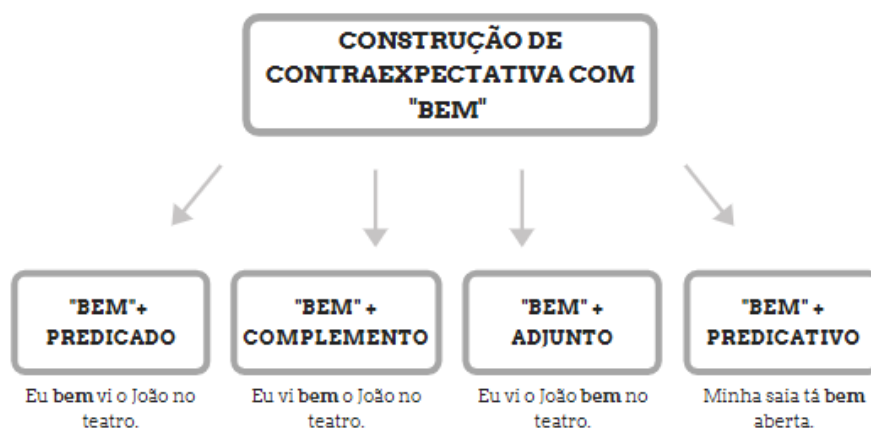 CONSTRUÇÃO DE
CONTRAEXPECTATIVA COM
"BEM"
"BEM"+
PREDICADO
Eu bem vi o João no
teatro.
"BEM" +
COMPLEMENTO
Eu vi bem o João no
teatro.
"BEM" +
ADJUNTO
Eu vi o João bem no
teatro.
"BEM" +
PREDICATIVO
Minha saia tá bem
aberta.